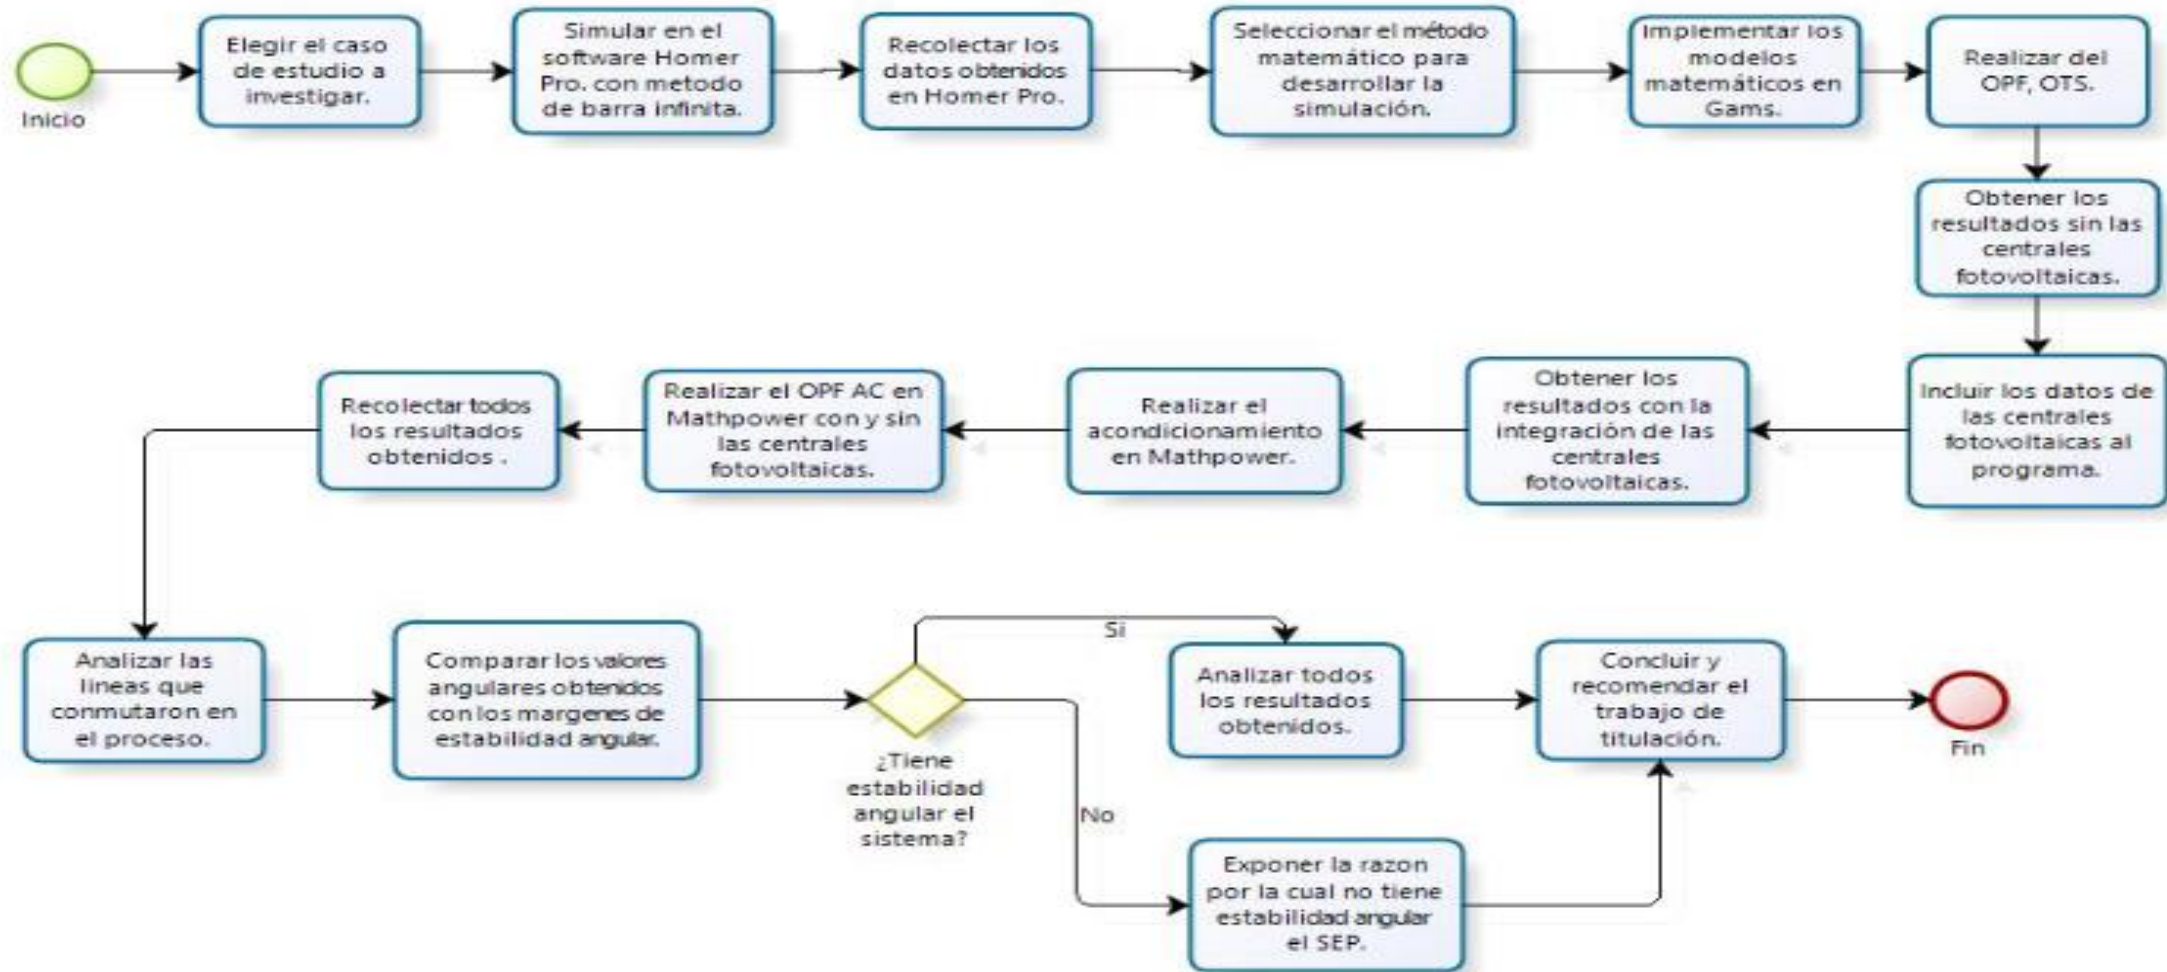 Inicio
Elegir el caso
de estudio a
investigar.
Simular en el
software Homer
Pro. con metodo
de barra infinita.
Recolectar los
datos obtenidos
en Homer Pro.
Seleccionar el método
matemático para
desarrollar la
simulación.
Implementar los
modelos
matemáticos en
Gams.
Realizar del
OPF, OTS.
Obtener los
resultados sin las
centrales
fotovoltaicas.
Incluir los datos de
las centrales
fotovoltaicas al
programa.
Obtener los
resultados con la
integración de las
centrales
fotovoltaicas.
Realizar el
acondicionamiento
en Mathpower.
Realizar el OPF AC en
Mathpower con y sin
las centrales
fotovoltaicas.
Recolectar todos
los resultados
obtenidos .
Analizar las
lineas que
conmutaron en
el proceso.
Comparar los valores
angulares obtenidos
con los margenes de
estabilidad angular.
¿Tiene
estabilidad
angular el
sistema?
Si
Analizar todos
los resultados
obtenidos.
No
Exponer la razon
por la cual no tiene
estabilidad angular
el SEP.
Concluir y
recomendar el
trabajo de
titulación.
Fin